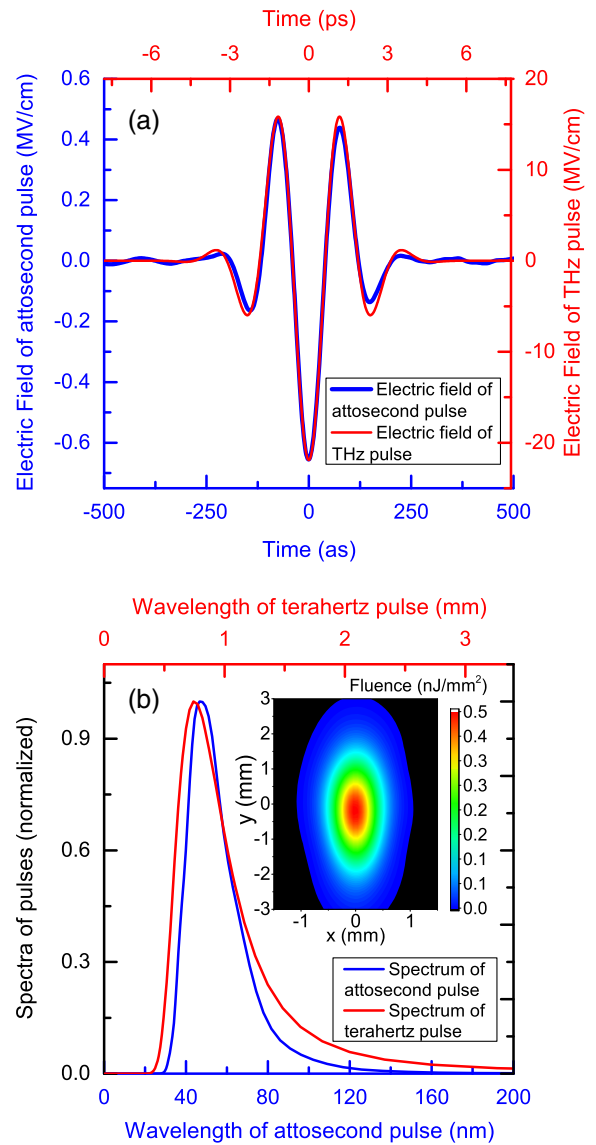 Time (ps)
-6 -3 0 3 6
Electric Field of attosecond pulse (MV/cm)
0.6
0.4
0.2
0.0
-0.2
-0.4
-0.6
(a)
20
10
0
-10
-20
Electric Field of THz pulse (MV/cm)
Electric field of
attosecond pulse
Electric field of
THz pulse
-500 -250 0 250 500
Time (as)
Wavelength of terahertz pulse (mm)
0 1 2 3
Spectra of pulses (normalized)
0.9
0.6
0.3
0.0
(b)
Fluence (nJ/mm²)
y (mm)
3
2
1
0
-1
-2
-3
-1 0 1
x (mm)
0.5
0.4
0.3
0.3
0.2
0.1
0.1
0.0
Spectrum of
attosecond pulse
Spectrum of
terahertz pulse
0 40 80 120 160 200
Wavelength of attosecond pulse (nm)